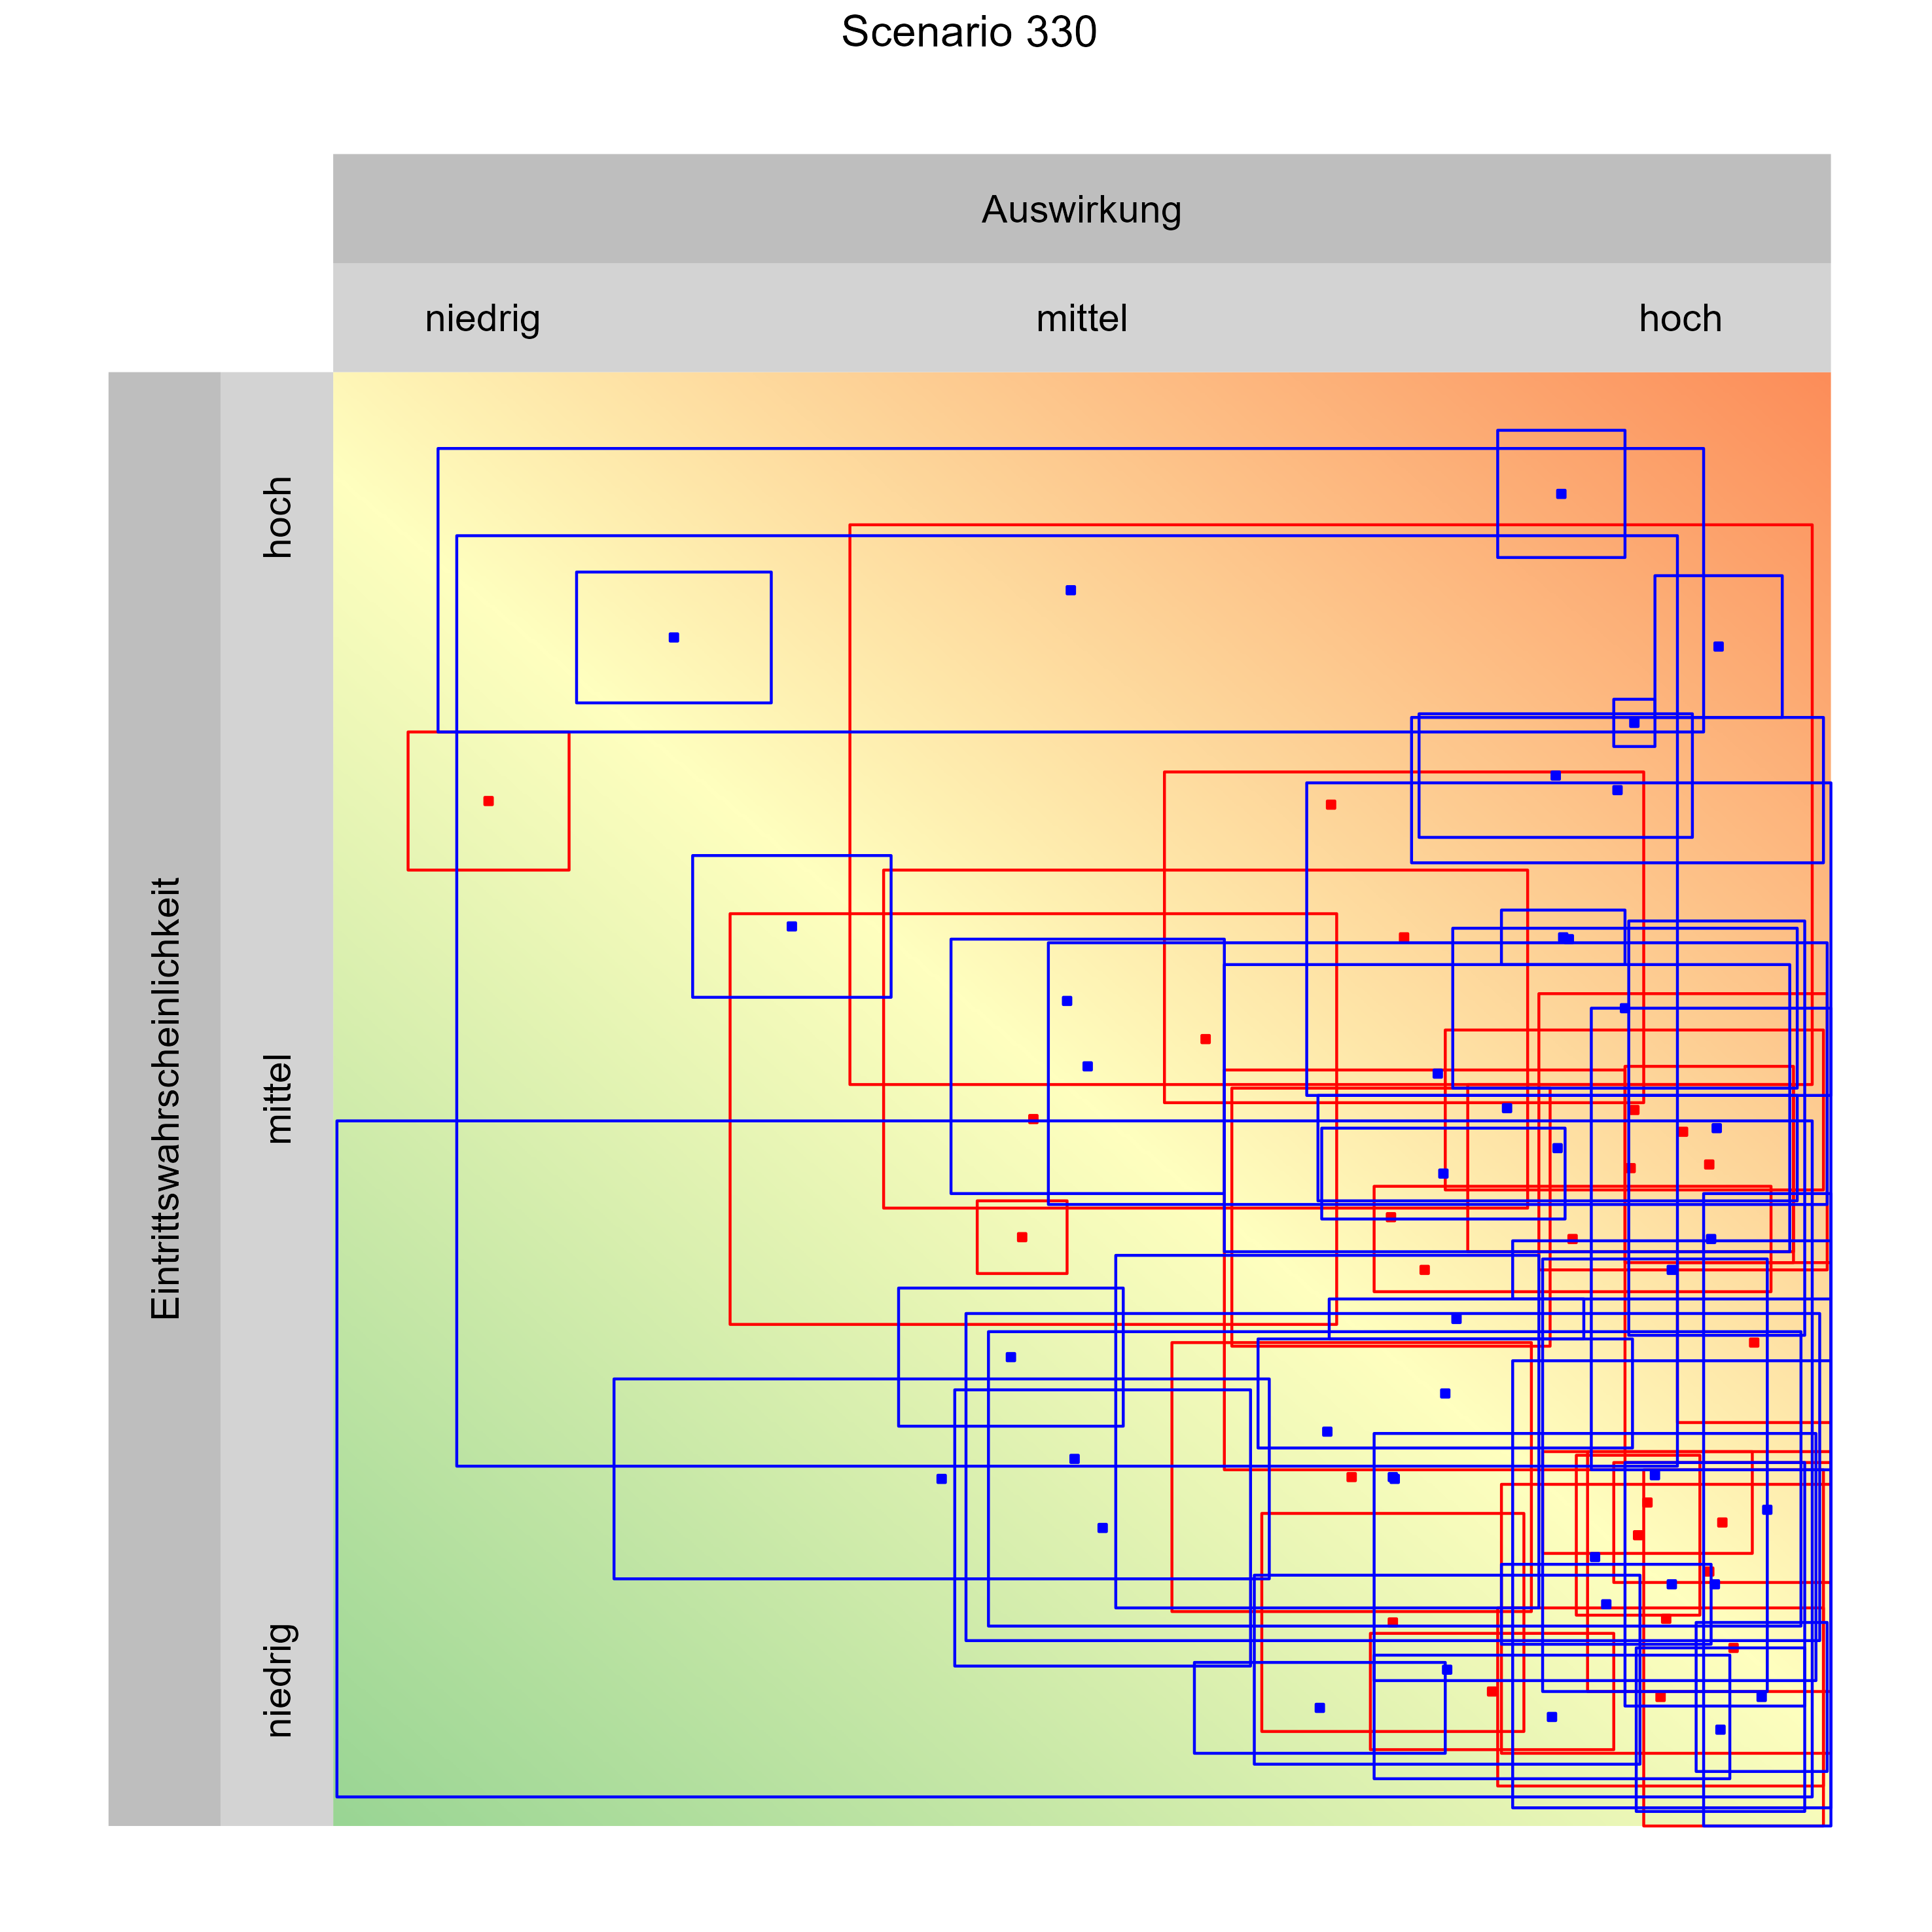 Scenario 330
Auswirkung
niedrig mittel hoch
Eintrittswahrscheinlichkeit
hoch
mittel
niedrig